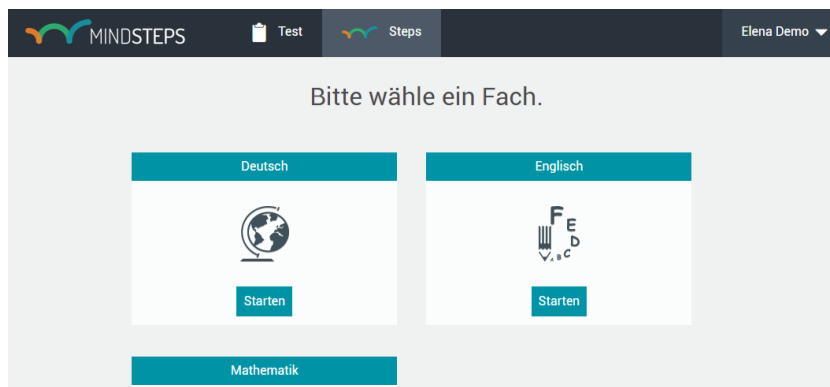 MINDSTEPS Test Steps Elena Demo
Bitte wähle ein Fach.
Deutsch Englisch
F E D C B A
Starten Starten
Mathematik